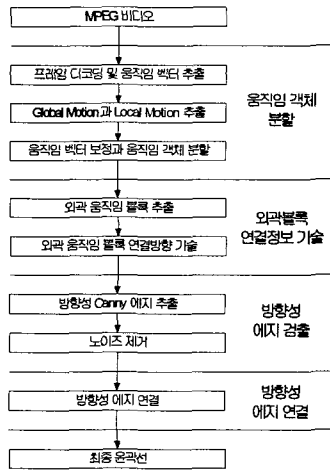 MPEG 비디오
프레임 디코딩 및 움직임 벡터 추출
Global Motion과 Local Motion 추출
움직임 벡터 보정과 움직임 객체 분할
움직임 객체
분할
외곽 움직임 블록 추출
외곽 움직임 블록 연결방향 기술
외곽블록
연결정보 기술
방향성 Canny 에지 추출
노이즈 제거
방향성
에지 검출
방향성 에지 연결
방향성
에지 연결
최종 윤곽선